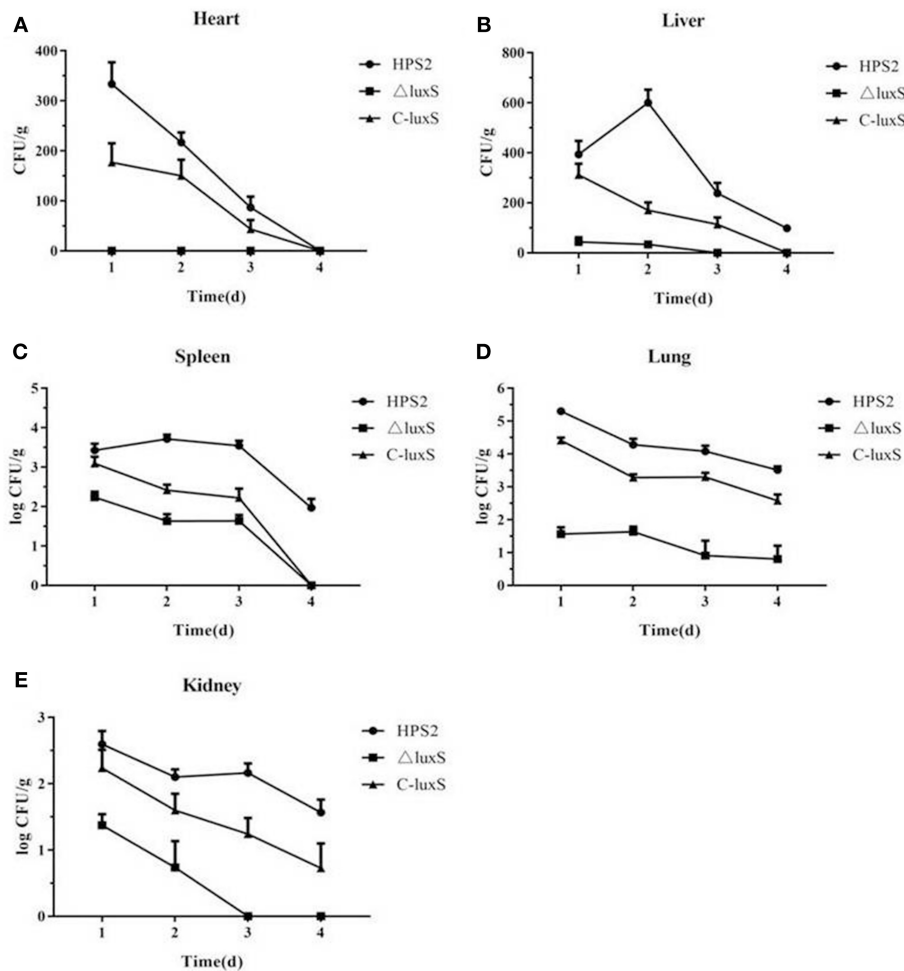 A
Heart
400
300
200
100
0
CFU/g
1 2 3 4
Time(d)
HPS2
△luxS
C-luxS
B
Liver
800
600
400
200
0
CFU/g
1 2 3 4
Time(d)
HPS2
△luxS
C-luxS
C
Spleen
5
4
3
2
1
0
log CFU/g
1 2 3 4
Time(d)
HPS2
△luxS
C-luxS
D
Lung
6
5
4
3
2
1
0
log CFU/g
1 2 3 4
Time(d)
HPS2
△luxS
C-luxS
E
Kidney
3
2
1
0
log CFU/g
1 2 3 4
Time(d)
HPS2
△luxS
C-luxS